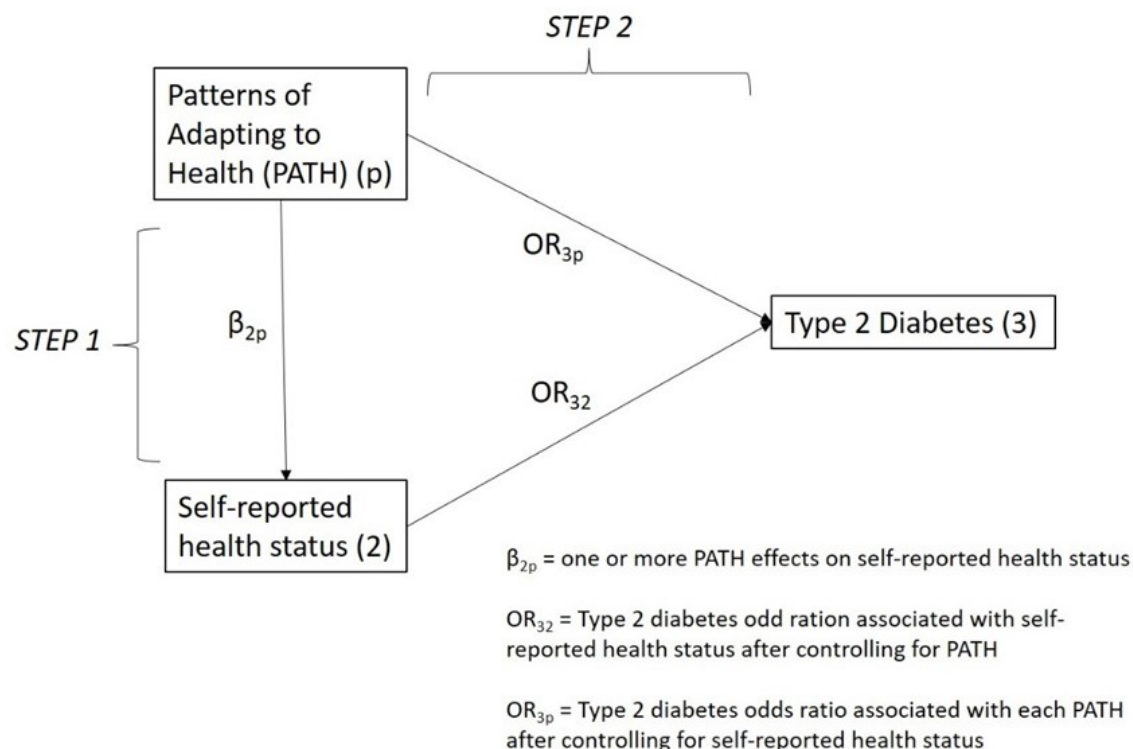 STEP 2
Patterns of
Adapting to
Health (PATH) (p)
OR₃ₚ
STEP 1
β₂ₚ
Type 2 Diabetes (3)
OR₃₂
Self-reported
health status (2)
β₂ₚ = one or more PATH effects on self-reported health status
OR₃₂ = Type 2 diabetes odd ration associated with self-
reported health status after controlling for PATH
OR₃ₚ = Type 2 diabetes odds ratio associated with each PATH
after controlling for self-reported health status